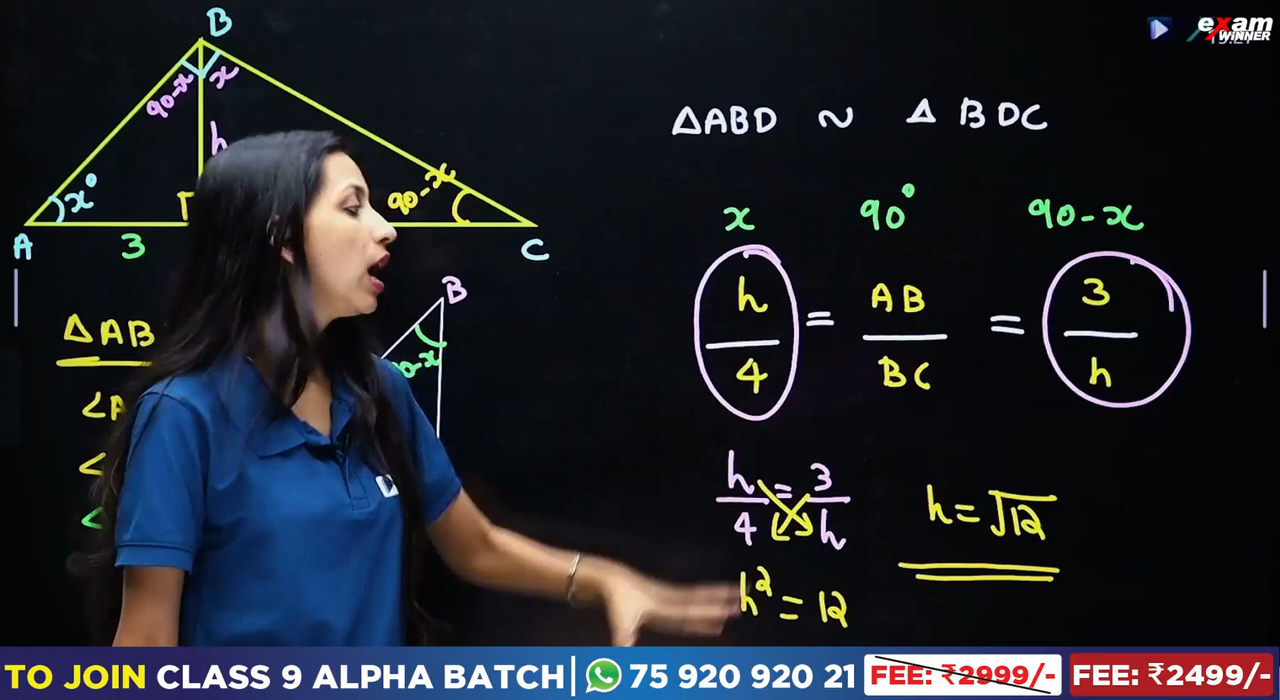 exam
WiNNER
B
90-x
x
h
x°
90-x
A
3
C
ΔABD ~ Δ BDC
x 90° 90-x
h/4 = AB/BC = 3/h
ΔAB
B
0-x
<A
<
<
h/4 = 3/h
h = √12
h² = 12
TO JOIN CLASS 9 ALPHA BATCH | 75 920 920 21 FEE: ₹2999/- FEE: ₹2499/-